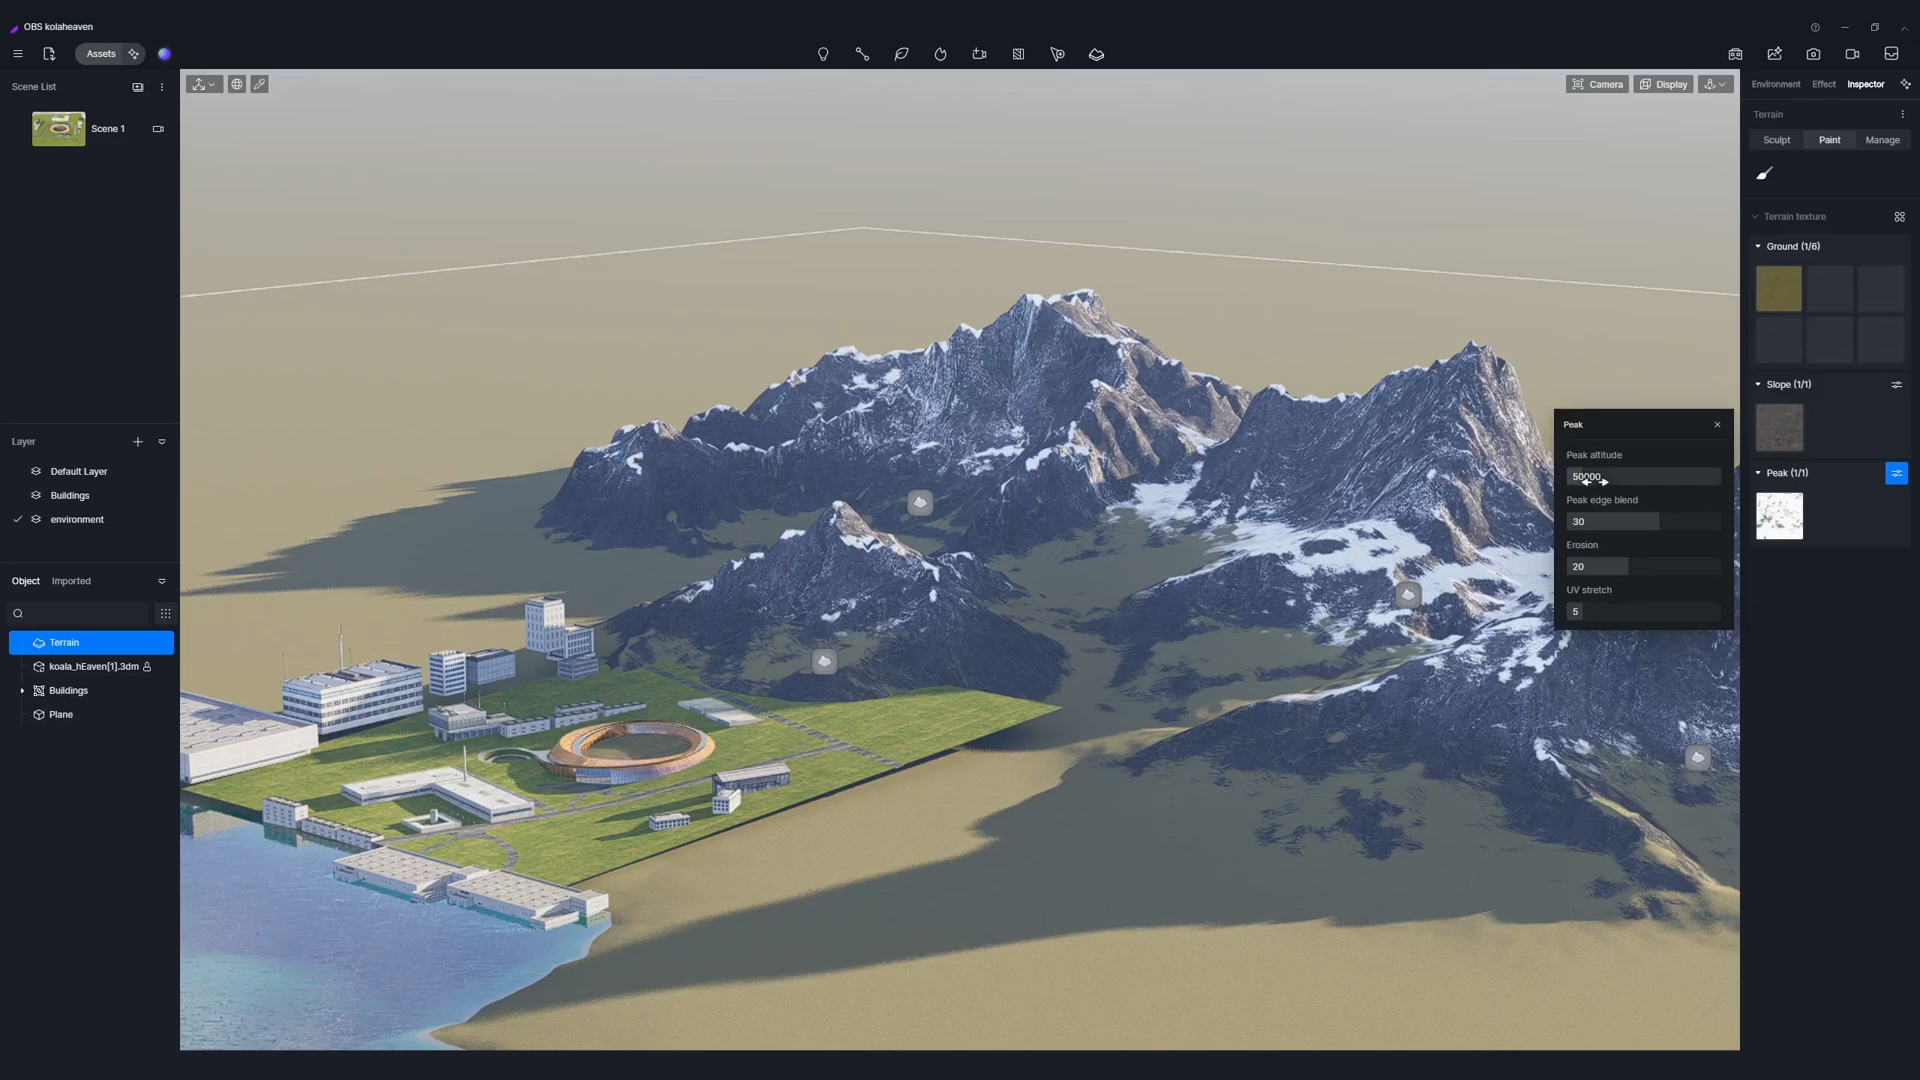 OBS kolaheaven
Assets
Scene List
Scene 1
Layer
Default Layer
Buildings
environment
Object Imported
Terrain
koala_hEaven[1].3dm
Buildings
Plane
Camera Display
Environment Effect Inspector
Terrain
Sculpt Paint Manage
Terrain texture
Ground (1/6)
Slope (1/1)
Peak (1/1)
Peak
Peak altitude
50000
Peak edge blend
30
Erosion
20
UV stretch
5